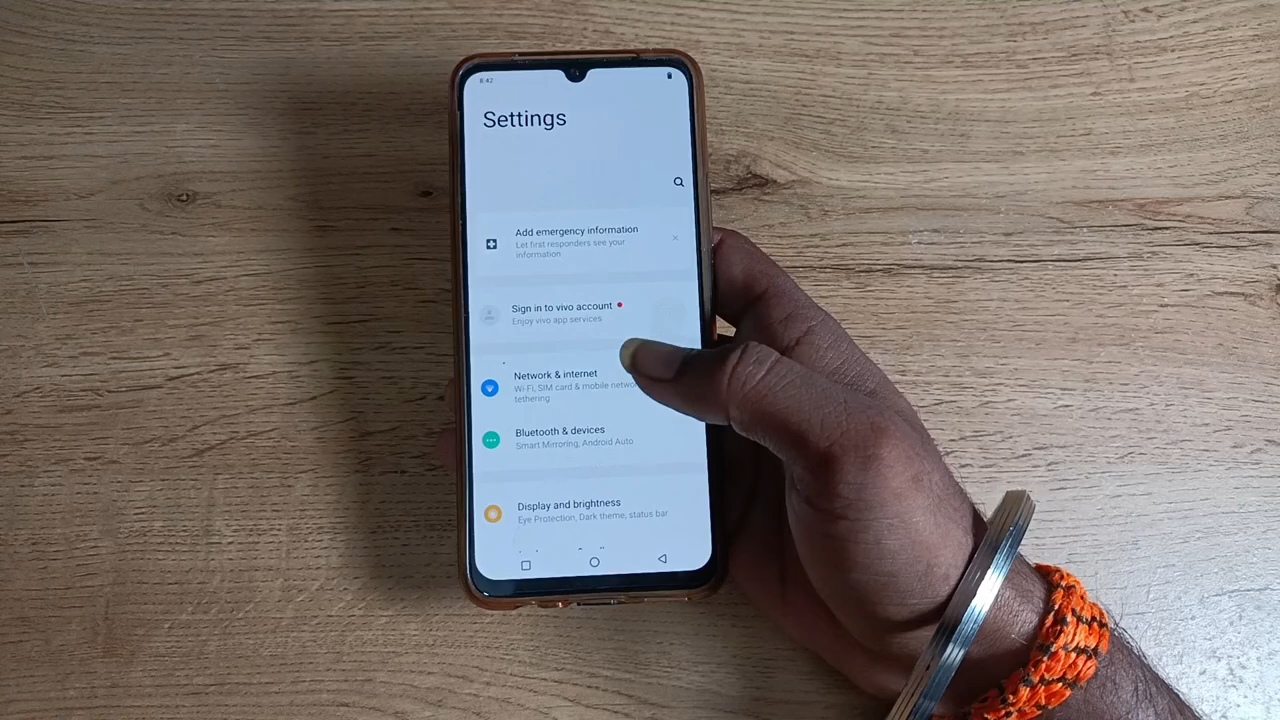 6:42
Settings
Add emergency information
Let first responders see your
information
Sign in to vivo account
Enjoy vivo app services
Network & internet
Wi-Fi, SIM card & mobile
tethering
Bluetooth & devices
Smart Mirroring, Android Auto
Display and brightness
Eye Protection, Dark theme, status bar